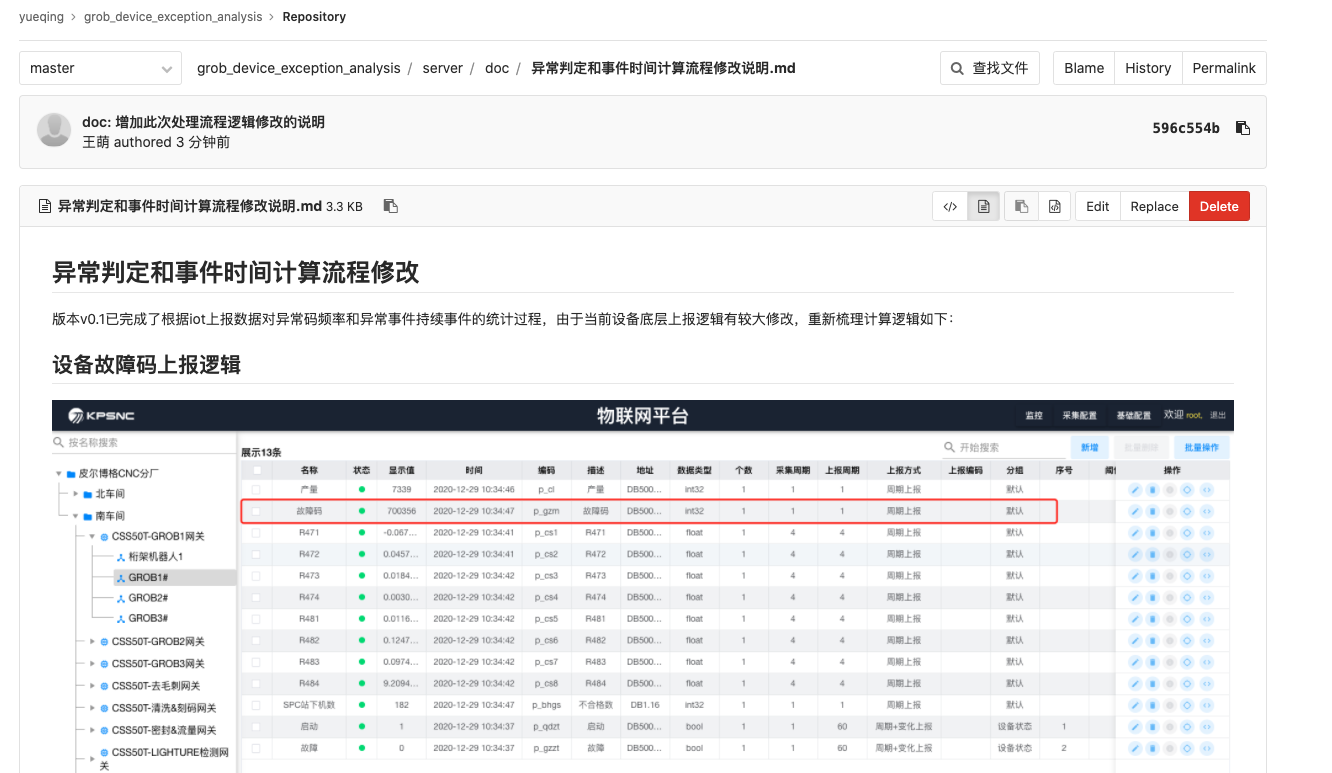 yueqing > grob_device_exception_analysis > Repository
master
grob_device_exception_analysis / server / doc / 异常判定和事件时间计算流程修改说明.md
查找文件 Blame History Permalink
doc: 增加此次处理流程逻辑修改的说明
王萌 authored 3 分钟前
596c554b
异常判定和事件时间计算流程修改说明.md 3.3 KB
</> Edit Replace Delete
异常判定和事件时间计算流程修改
版本v0.1已完成了根据iot上报数据对异常码频率和异常事件持续事件的统计过程，由于当前设备底层上报逻辑有较大修改，重新梳理计算逻辑如下：
设备故障码上报逻辑
KPSNC 物联网平台 监控 采集配置 基础配置 欢迎 root, 退出
按名称搜索
皮尔博格CNC分厂
北车间
南车间
CSS50T-GROB1网关
桁架机器人1
GROB1#
GROB2#
GROB3#
CSS50T-GROB2网关
CSS50T-GROB3网关
CSS50T-去毛刺网关
CSS50T-清洗&刻码网关
CSS50T-密封&流量网关
CSS50T-LIGHTURE检测网
关
展示13条 开始搜索 新增 批量删除 批量操作
名称 状态 显示值 时间 编码 描述 地址 数据类型 个数 采集周期 上报周期 上报方式 上报编码 分组 序号 阈 操作
产量 7339 2020-12-29 10:34:46 p_cl 产量 DB500... int32 1 1 1 周期上报 默认
故障码 700356 2020-12-29 10:34:47 p_gzm 故障码 DB500... int32 1 1 1 周期上报 默认
R471 -0.067... 2020-12-29 10:34:41 p_cs1 R471 DB500... float 1 4 4 周期上报 默认
R472 0.0457... 2020-12-29 10:34:41 p_cs2 R472 DB500... float 1 4 4 周期上报 默认
R473 0.0184... 2020-12-29 10:34:42 p_cs3 R473 DB500... float 1 4 4 周期上报 默认
R474 0.0030... 2020-12-29 10:34:42 p_cs4 R474 DB500... float 1 4 4 周期上报 默认
R481 0.0116... 2020-12-29 10:34:42 p_cs5 R481 DB500... float 1 4 4 周期上报 默认
R482 0.1247... 2020-12-29 10:34:42 p_cs6 R482 DB500... float 1 4 4 周期上报 默认
R483 0.0974... 2020-12-29 10:34:42 p_cs7 R483 DB500... float 1 4 4 周期上报 默认
R484 9.2094... 2020-12-29 10:34:42 p_cs8 R484 DB500... float 1 4 4 周期上报 默认
SPC站下机数 182 2020-12-29 10:34:47 p_bhgs 不合格数 DB1.16 int32 1 1 1 周期上报 默认
启动 1 2020-12-29 10:34:37 p_qdzt 启动 DB500... bool 1 1 60 周期+变化上报 设备状态 1
故障 0 2020-12-29 10:34:37 p_gzzt 故障 DB500... bool 1 1 60 周期+变化上报 设备状态 2